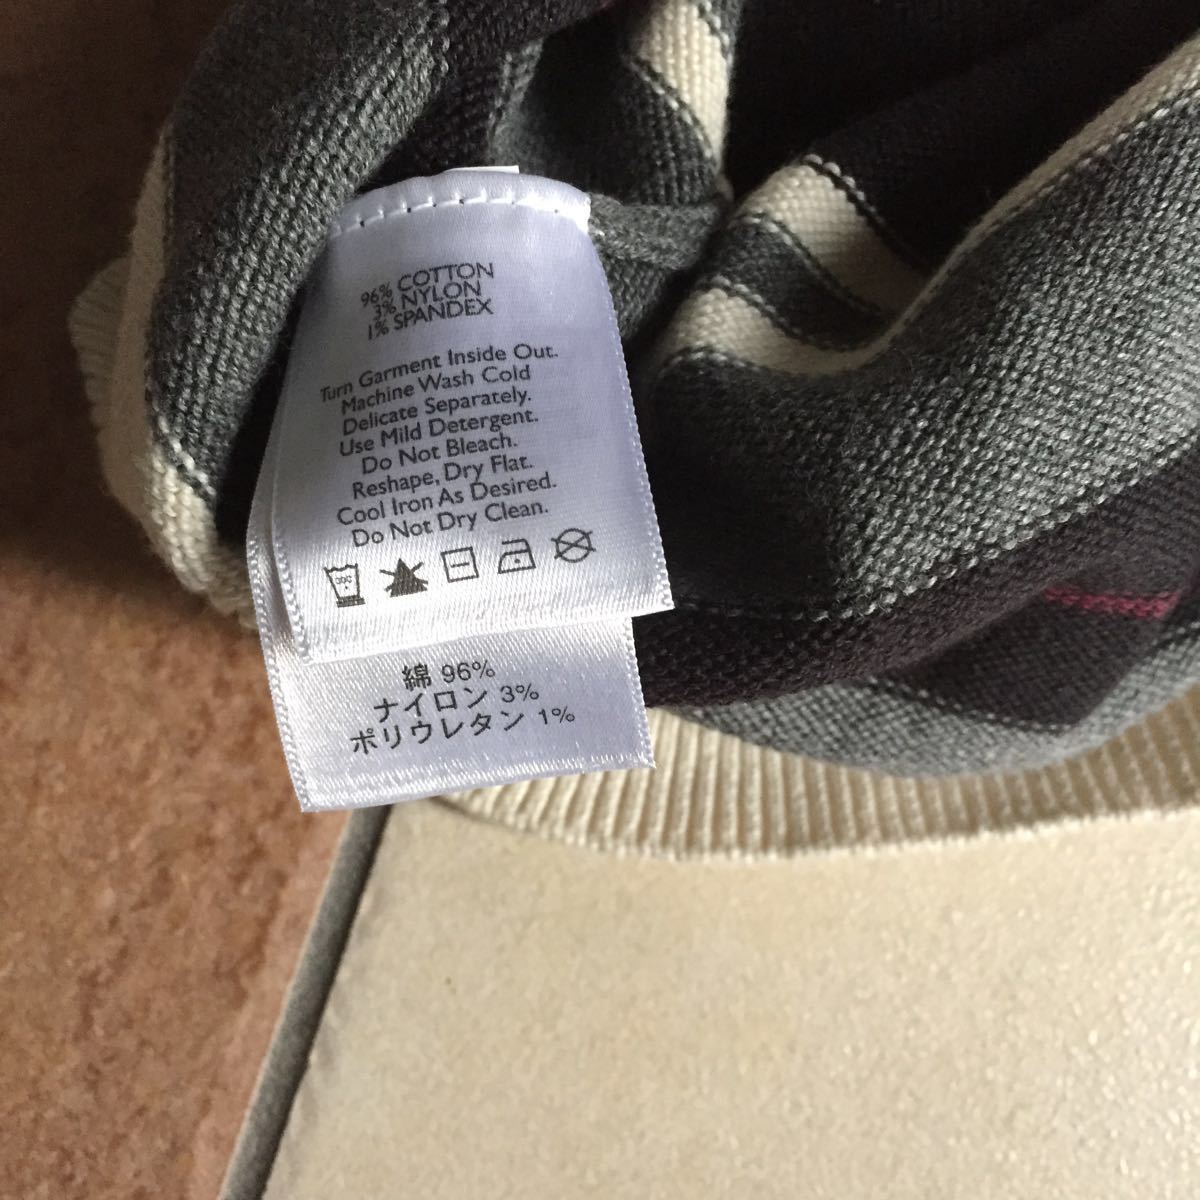 96% COTTON
3% NYLON
1% SPANDEX
Turn Garment Inside Out.
Machine Wash Cold
Delicate Separately.
Use Mild Detergent.
Do Not Bleach.
Reshape, Dry Flat.
Cool Iron As Desired.
Do Not Dry Clean.
綿 96%
ナイロン 3%
ポリウレタン 1%